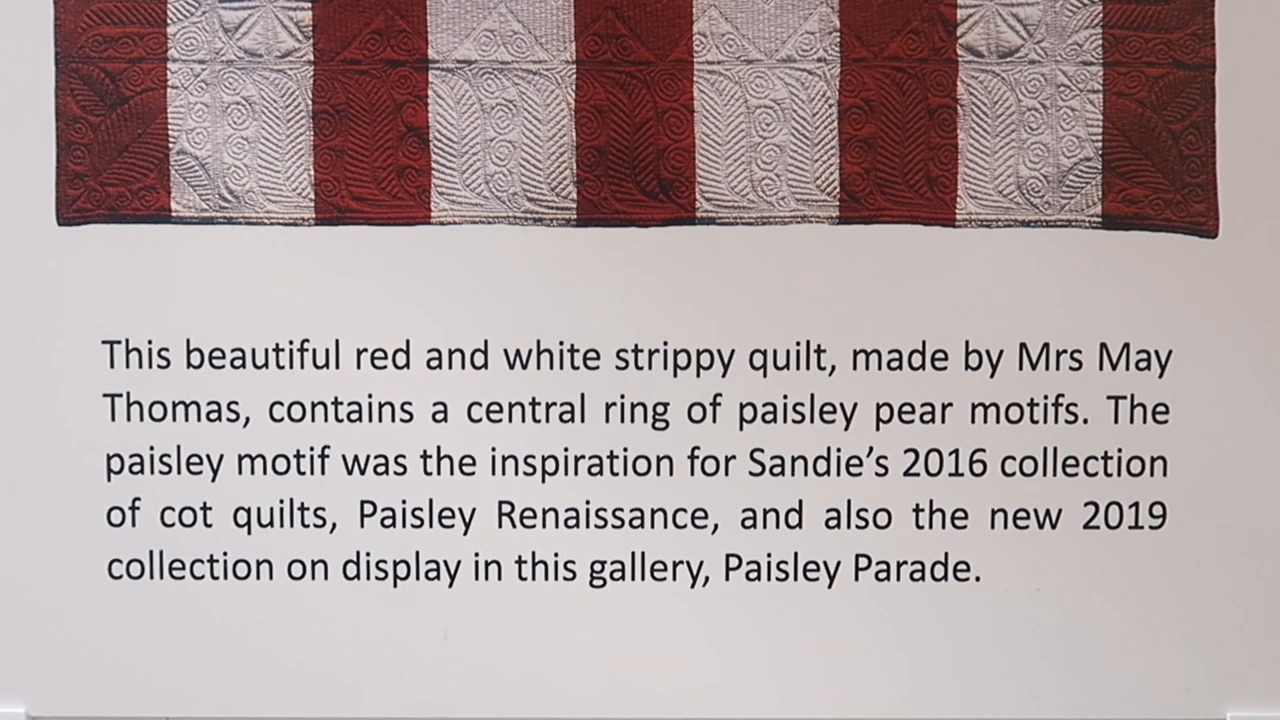 This beautiful red and white strippy quilt, made by Mrs May
Thomas, contains a central ring of paisley pear motifs. The
paisley motif was the inspiration for Sandie’s 2016 collection
of cot quilts, Paisley Renaissance, and also the new 2019
collection on display in this gallery, Paisley Parade.